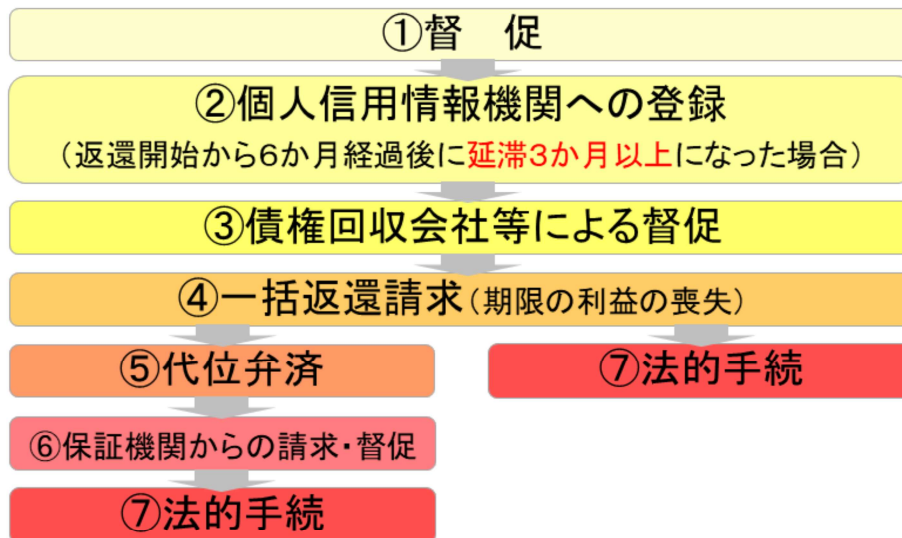 ①督　促
②個人信用情報機関への登録
（返還開始から６か月経過後に延滞３か月以上になった場合）
③債権回収会社等による督促
④一括返還請求（期限の利益の喪失）
⑤代位弁済
⑦法的手続
⑥保証機関からの請求・督促
⑦法的手続